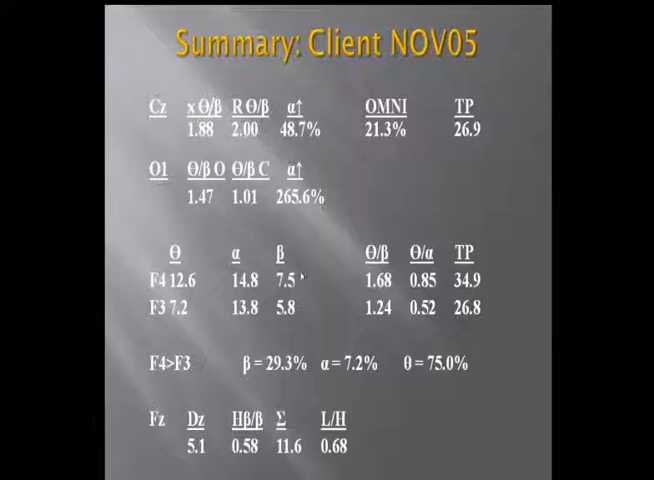 Summary: Client NOV05
Cz x Ө/β R Ө/β α↑ OMNI TP
1.88 2.00 48.7% 21.3% 26.9
O1 Ө/β O Ө/β C α↑
1.47 1.01 265.6%
Ө α β Ө/β Ө/α TP
F4 12.6 14.8 7.5 1.68 0.85 34.9
F3 7.2 13.8 5.8 1.24 0.52 26.8
F4>F3 β = 29.3% α = 7.2% θ = 75.0%
Fz Dz Hβ/β Σ L/H
5.1 0.58 11.6 0.68